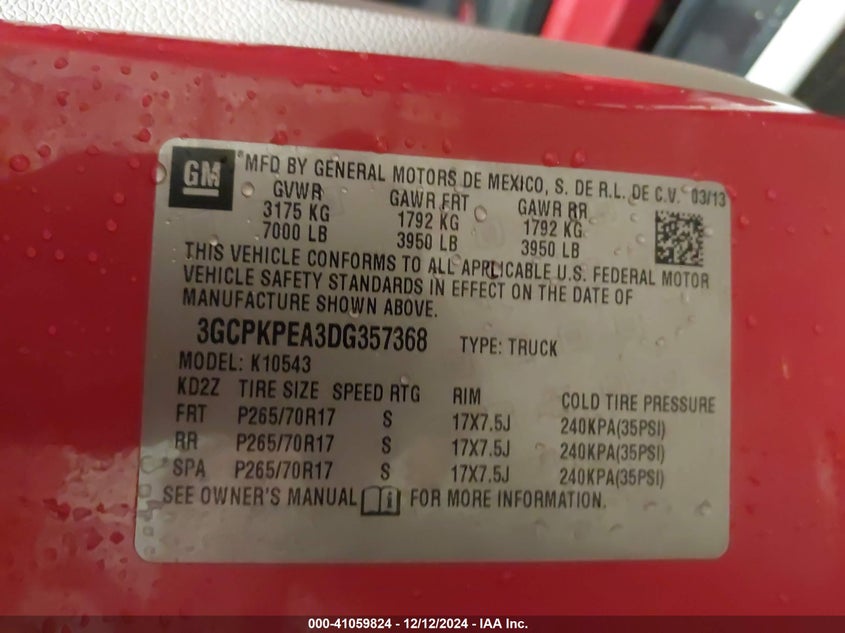 GM
*MFD BY GENERAL MOTORS DE MEXICO, S. DE R.L. DE C.V. 03/13
GVWR GAWR FRT GAWR RR
3175 KG 1792 KG 1792 KG
7000 LB 3950 LB 3950 LB
THIS VEHICLE CONFORMS TO ALL APPLICABLE U.S. FEDERAL MOTOR
VEHICLE SAFETY STANDARDS IN EFFECT ON THE DATE OF
MANUFACTURE SHOWN ABOVE.
3GCPKPEA3DG357368 TYPE: TRUCK
MODEL: K10543
KD2Z TIRE SIZE SPEED RTG RIM COLD TIRE PRESSURE
FRT P265/70R17 S 17X7.5J 240KPA(35PSI)
RR P265/70R17 S 17X7.5J 240KPA(35PSI)
*SPA P265/70R17 S 17X7.5J 240KPA(35PSI)
SEE OWNER'S MANUAL i FOR MORE INFORMATION.
000-41059824 - 12/12/2024 - IAA Inc.